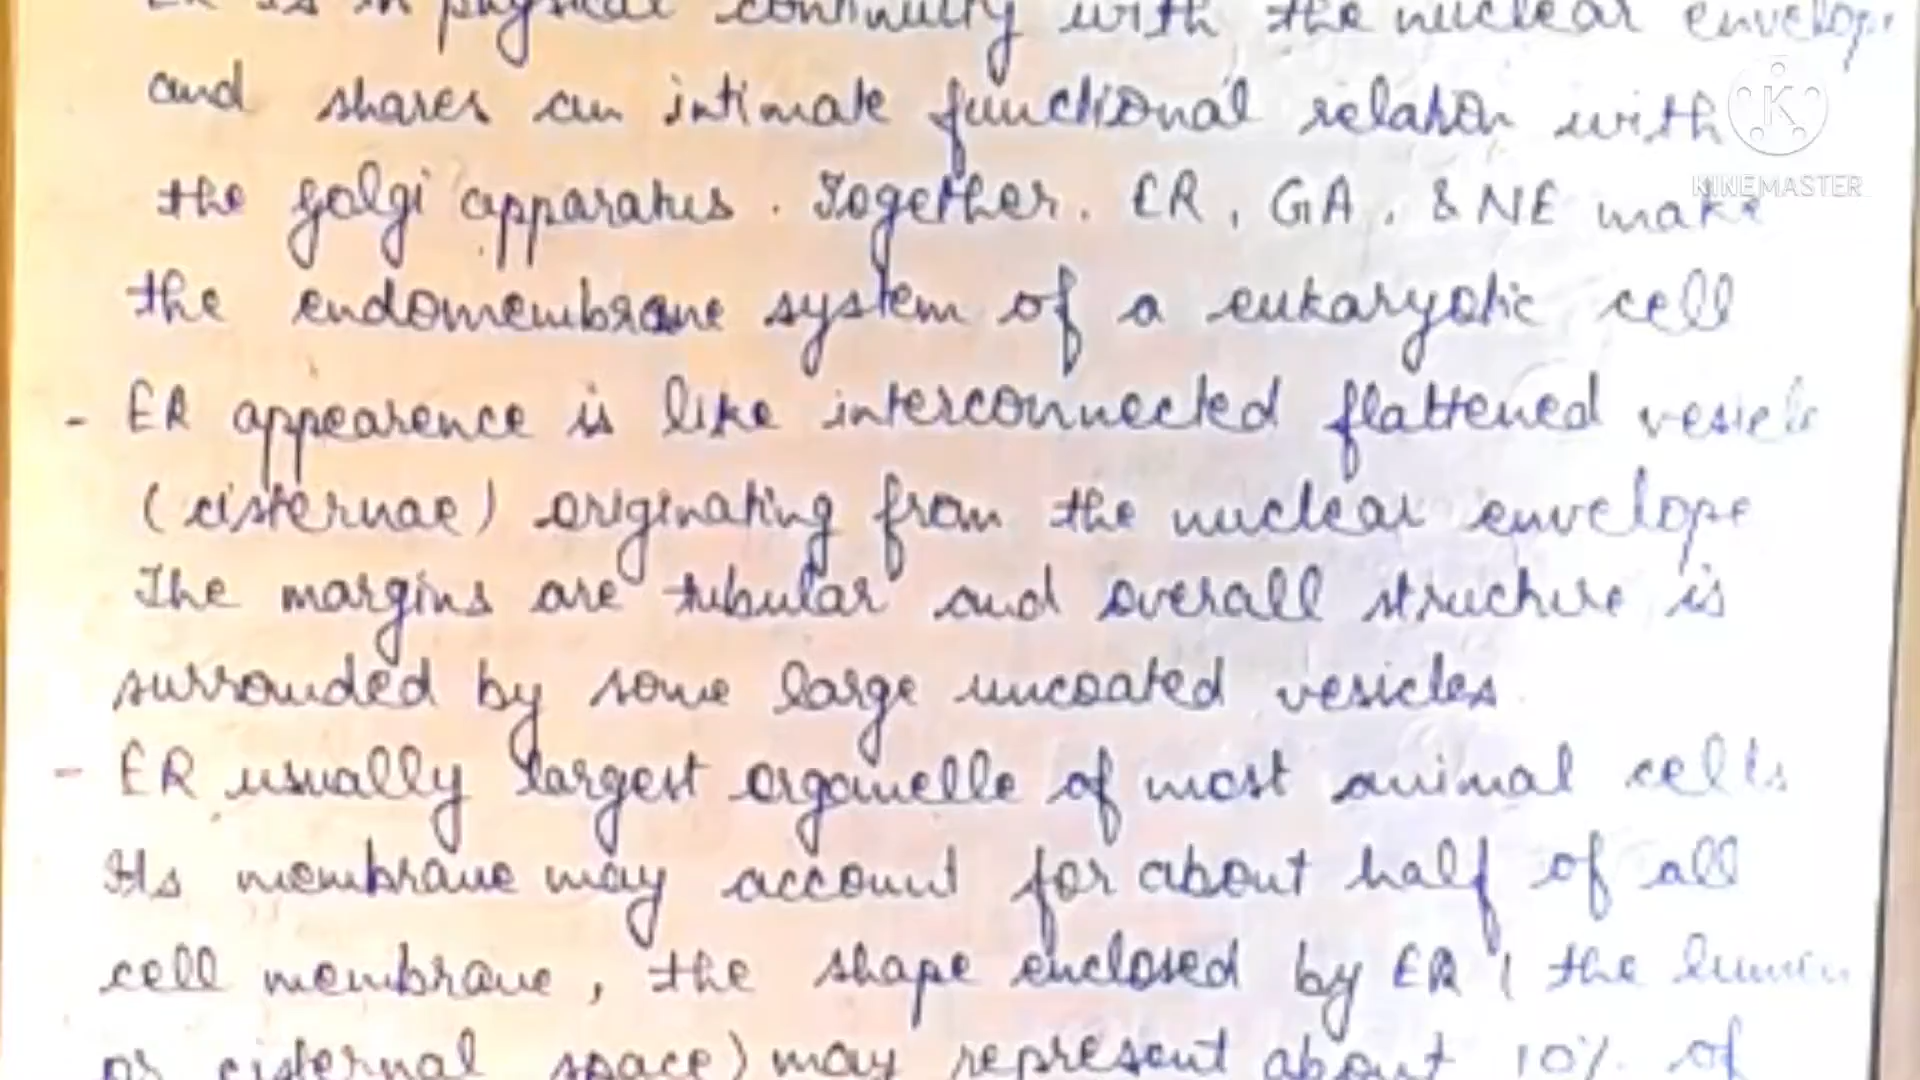 ER is in physical continuity with the nuclear envelope
and shares an intimate functional relation with
the golgi apparatus. Together, ER, GA, & NE make
the endomembrane system of a eukaryotic cell
- ER appearence is like interconnected flattened vesicle
(cisternae) originating from the nuclear envelope
The margins are tubular and overall structure is
surrouded by some large uncoated vesicles.
- ER usually largest organelle of most animal cells
Its membrane may account for about half of all
cell membrane, the shape enclosed by ER ( the lumen
or cisternal space) may represent about 10% of
K
KINEMASTER